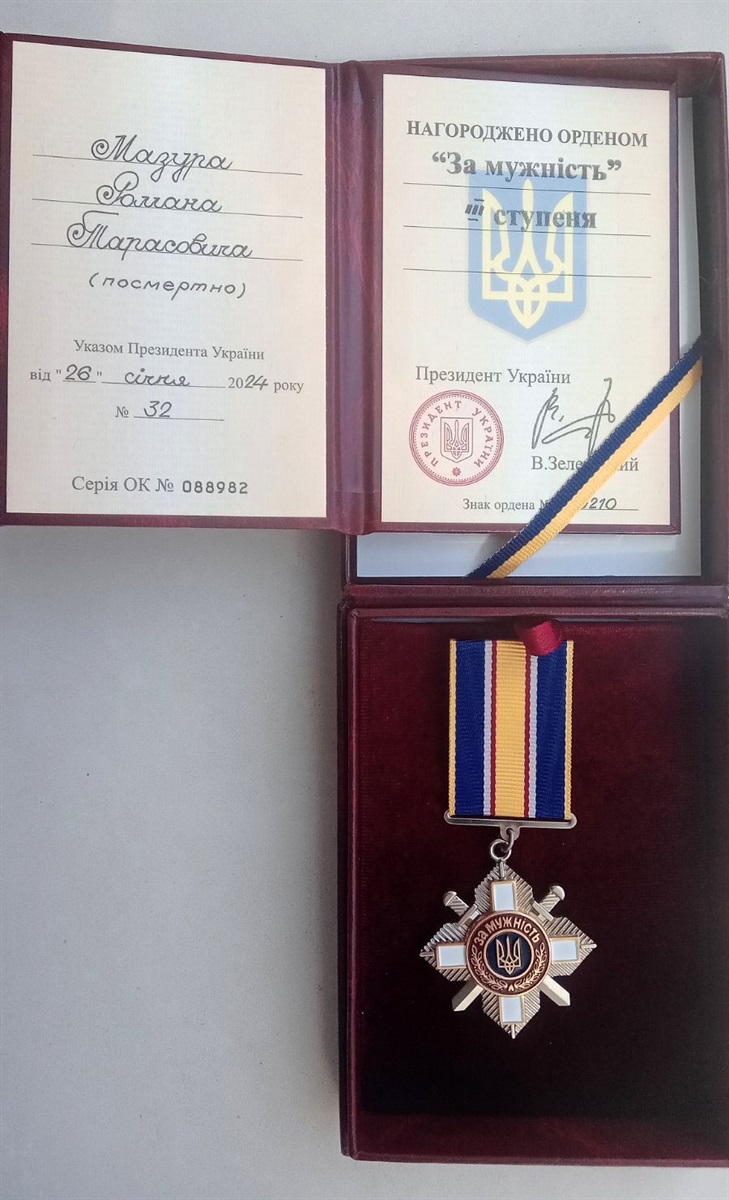 Мазура
Романа
Тарасовича
(посмертно)
Указом Президента України
від "26" січня 2024 року
№ 32
Серія ОК № 088982
НАГОРОДЖЕНО ОРДЕНОМ
“За мужність”
III ступеня
Президент України
ПРЕЗИДЕНТ УКРАЇНИ
Знак ордена
ЗА МУЖНІСТЬ